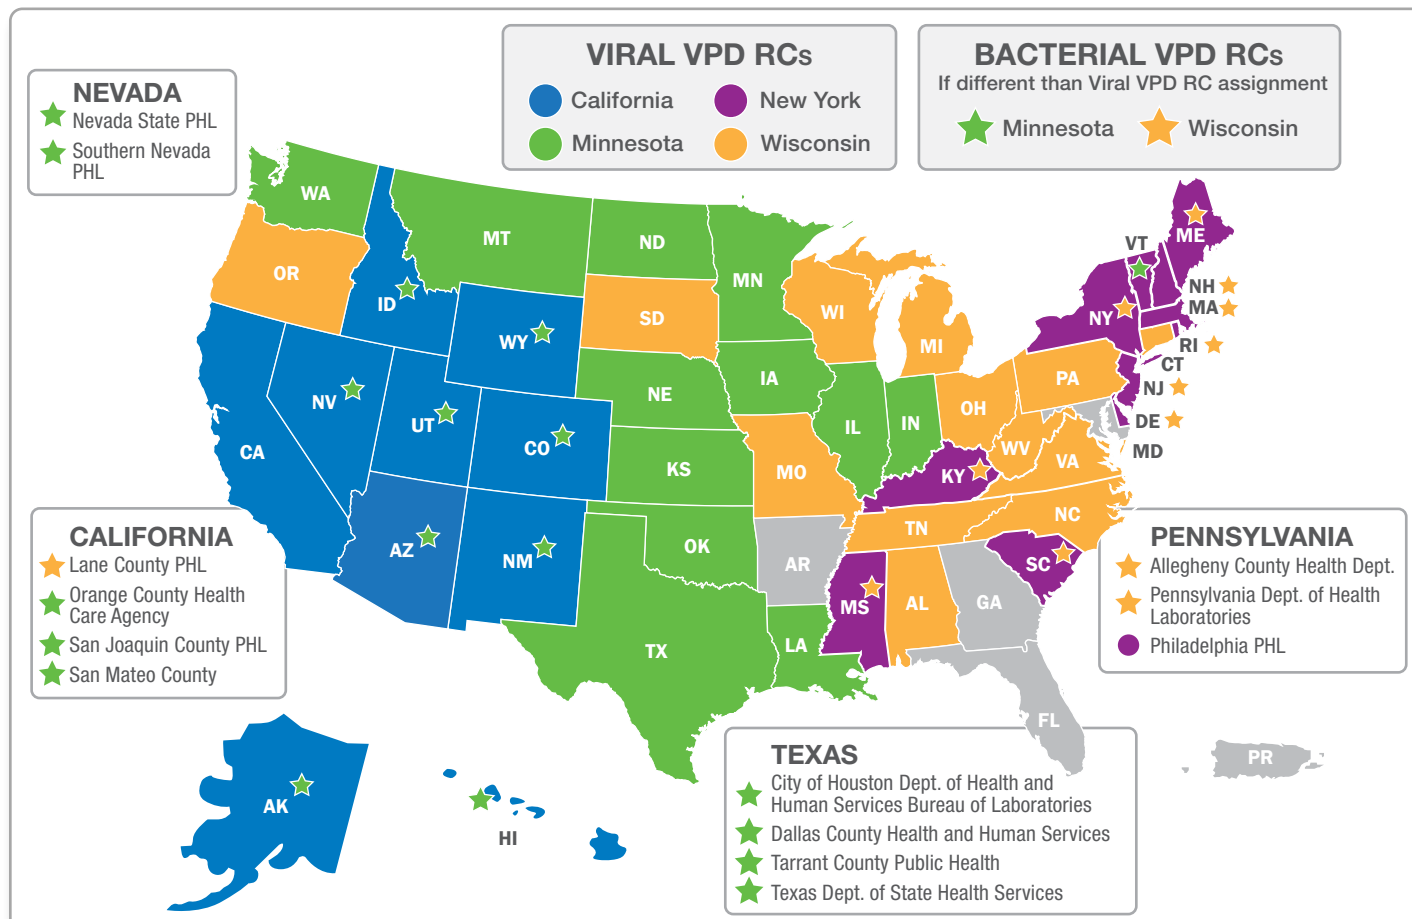 VIRAL VPD RCs
California
New York
Minnesota
Wisconsin
BACTERIAL VPD RCs
If different than Viral VPD RC assignment
Minnesota
Wisconsin
NEVADA
Nevada State PHL
Southern Nevada
PHL
WA
MT
ND
MN
OR
ID
WY
SD
WI
MI
VT
ME
NH
MA
NY
RI
CT
NJ
PA
DE
MD
NV
UT
CO
NE
IA
IL
IN
OH
WV
VA
CA
KS
MO
KY
NC
TN
AZ
NM
OK
AR
SC
MS
AL
GA
TX
LA
FL
PR
AK
HI
CALIFORNIA
Lane County PHL
Orange County Health
Care Agency
San Joaquin County PHL
San Mateo County
PENNSYLVANIA
Allegheny County Health Dept.
Pennsylvania Dept. of Health
Laboratories
Philadelphia PHL
TEXAS
City of Houston Dept. of Health and
Human Services Bureau of Laboratories
Dallas County Health and Human Services
Tarrant County Public Health
Texas Dept. of State Health Services